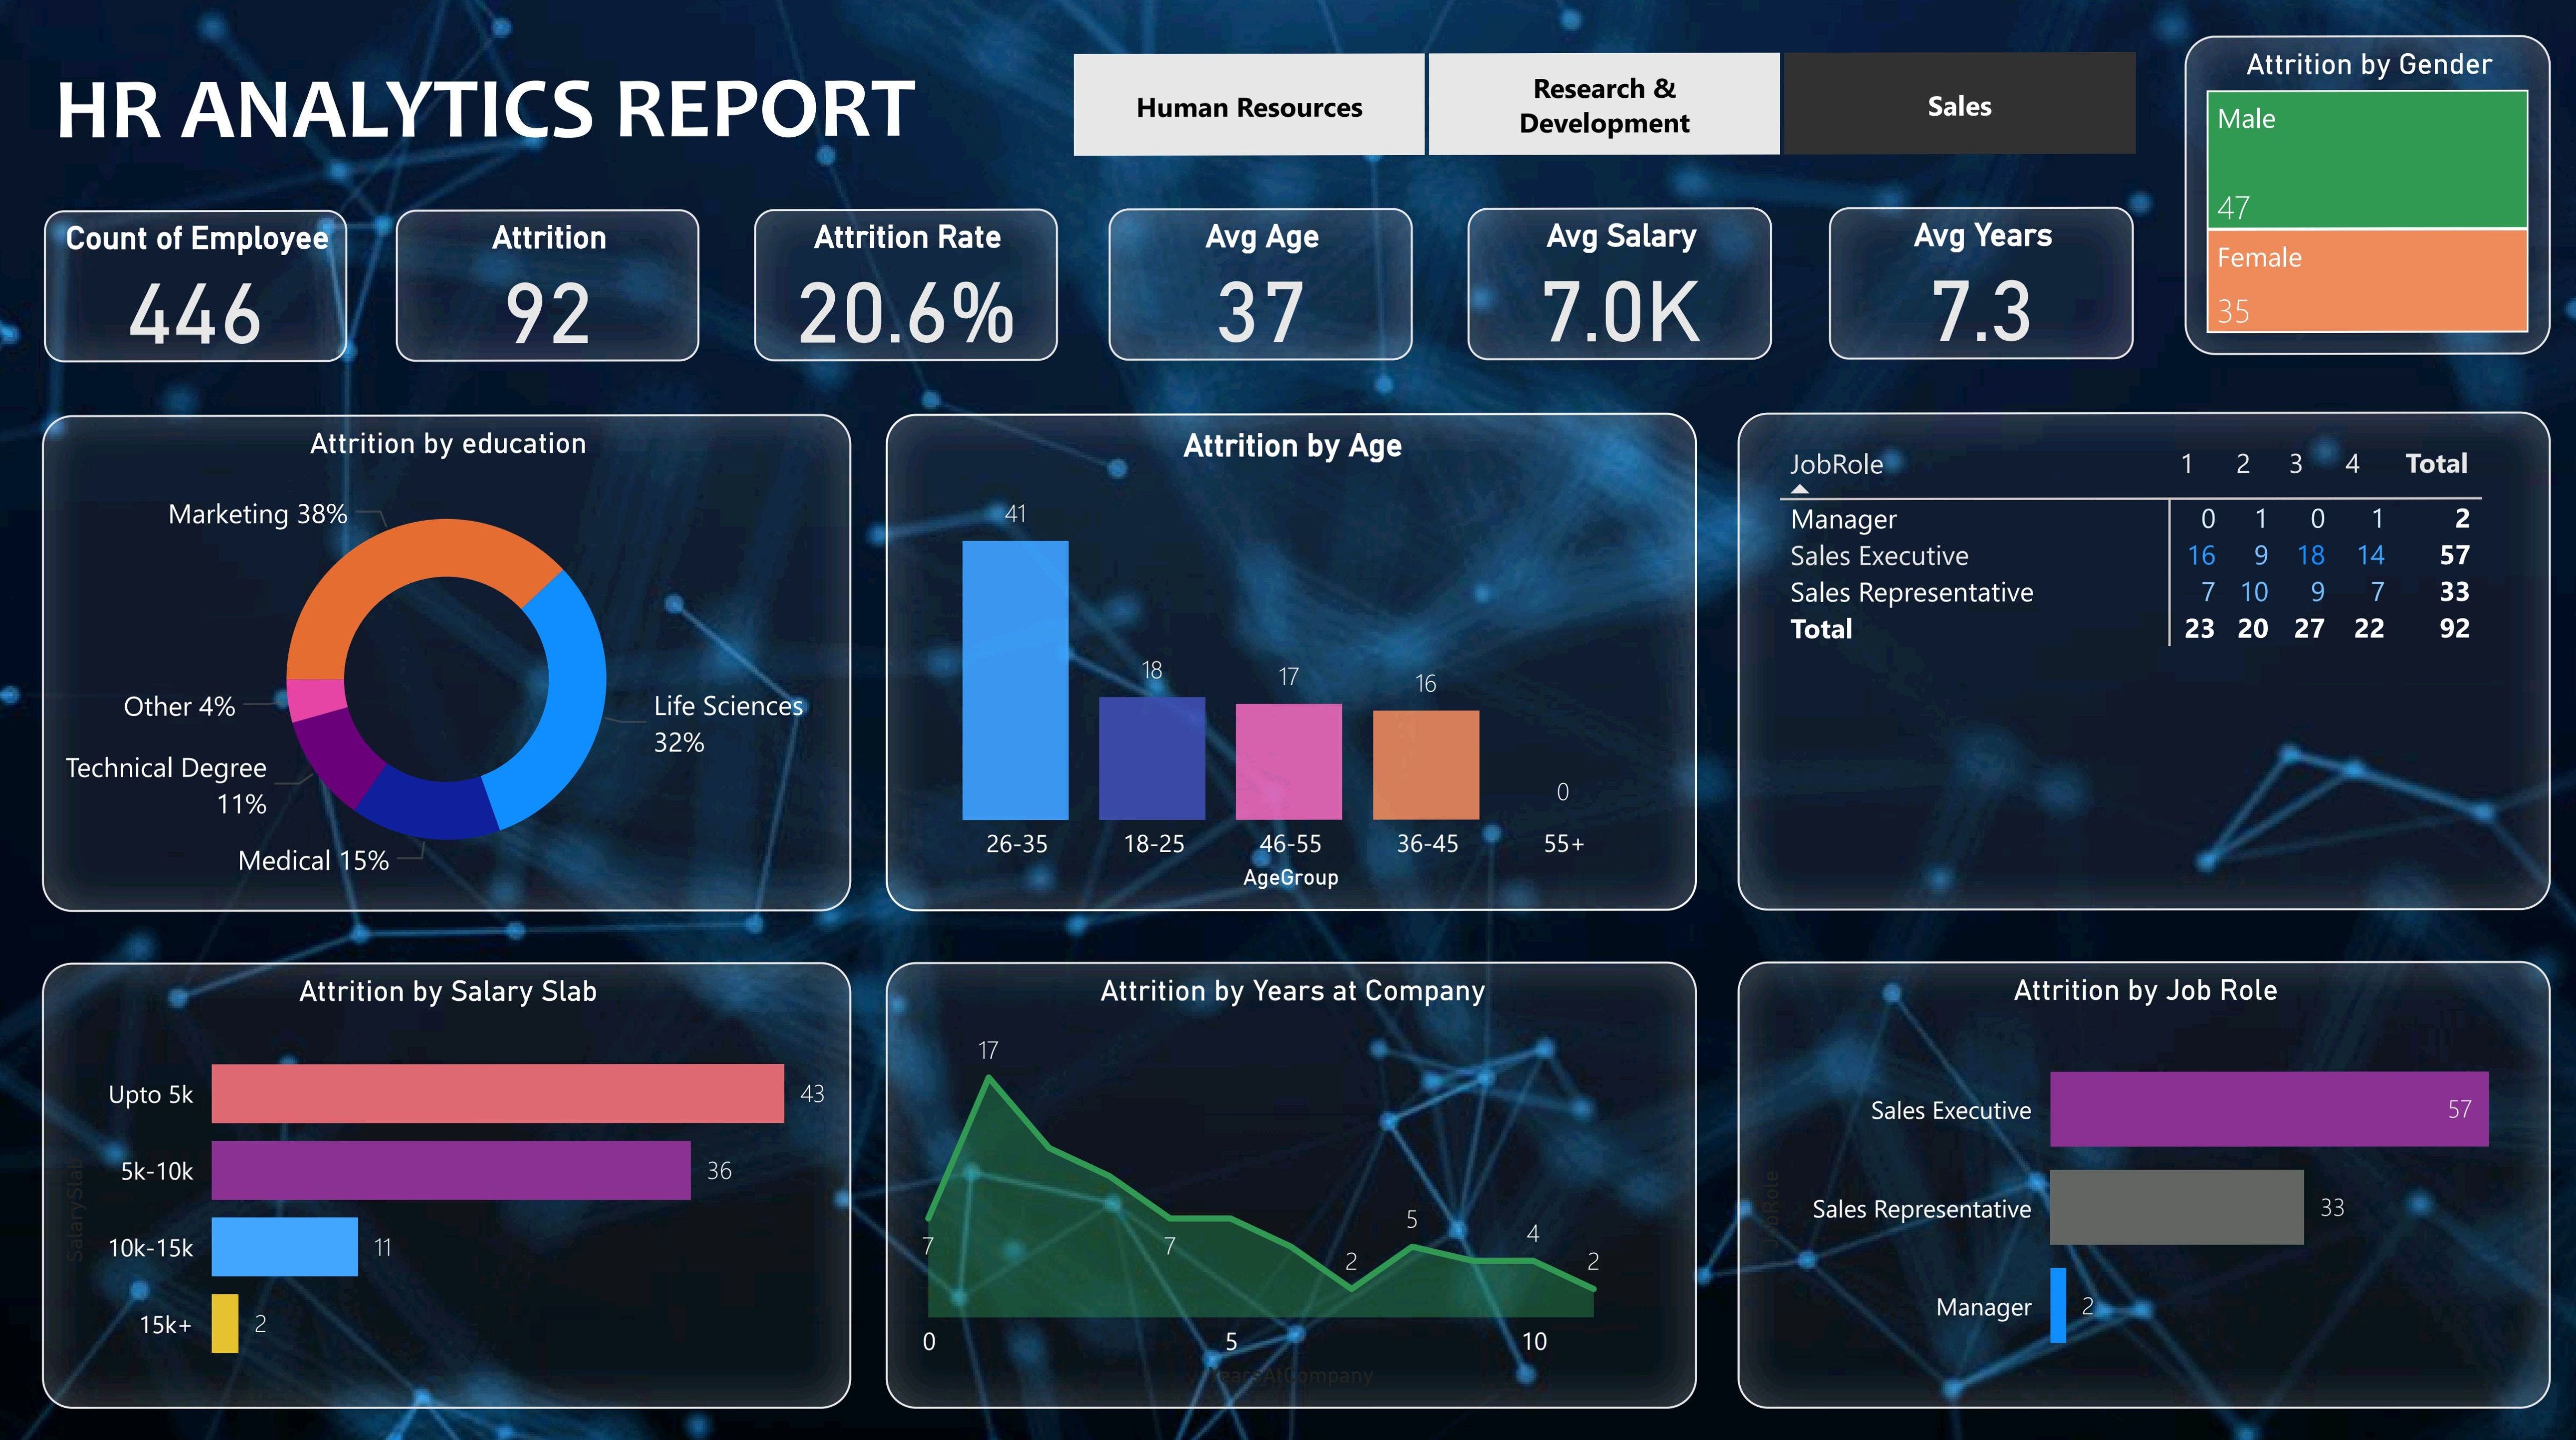 HR ANALYTICS REPORT
Human Resources
Research &
Development
Sales
Attrition by Gender
Male
47
Female
35
Count of Employee
446
Attrition
92
Attrition Rate
20.6%
Avg Age
37
Avg Salary
7.0K
Avg Years
7.3
Attrition by education
Marketing 38%
Other 4%
Technical Degree
11%
Medical 15%
Life Sciences
32%
Attrition by Age
41
18
17
16
0
26-35 18-25 46-55 36-45 55+
AgeGroup
JobRole 1 2 3 4 Total
Manager 0 1 0 1 2
Sales Executive 16 9 18 14 57
Sales Representative 7 10 9 7 33
Total 23 20 27 22 92
Attrition by Salary Slab
SalarySlab
Upto 5k 43
5k-10k 36
10k-15k 11
15k+ 2
Attrition by Years at Company
17
7
7
2
5
4
2
0 5 10
YearsAtCompany
Attrition by Job Role
JobRole
Sales Executive 57
Sales Representative 33
Manager 2